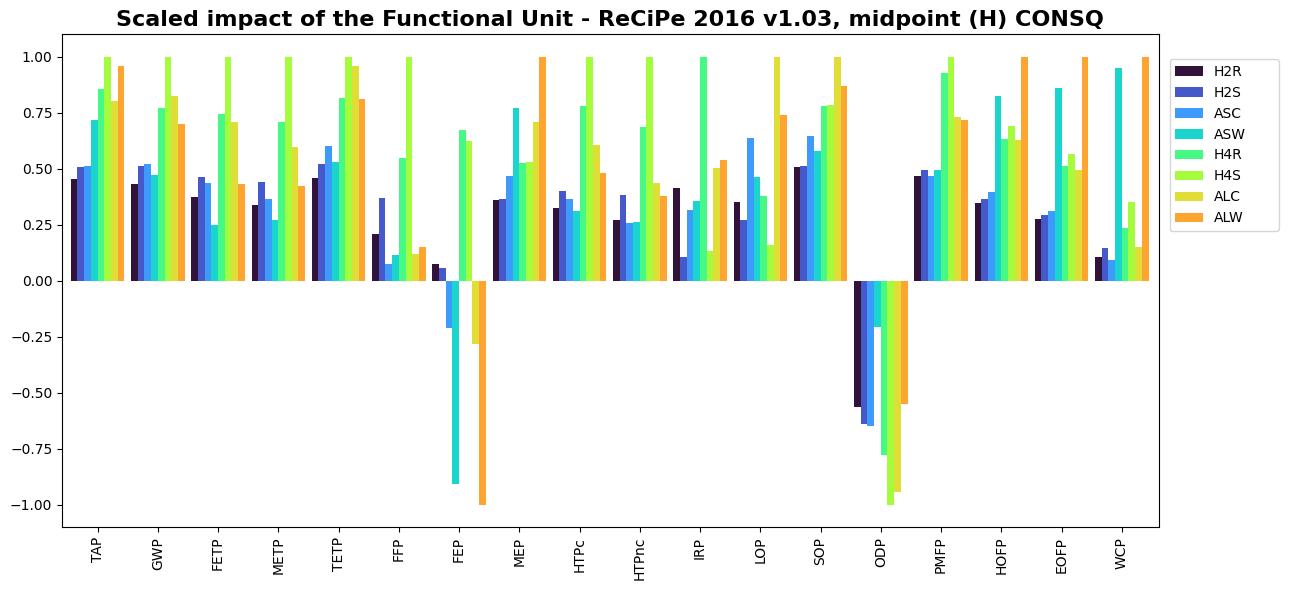 Scaled impact of the Functional Unit - ReCiPe 2016 v1.03, midpoint (H) CONSQ
1.00
0.75
0.50
0.25
0.00
−0.25
−0.50
−0.75
−1.00
TAP
GWP
FETP
METP
TETP
FFP
FEP
MEP
HTPc
HTPnc
IRP
LOP
SOP
ODP
PMFP
HOFP
EOFP
WCP
H2R
H2S
ASC
ASW
H4R
H4S
ALC
ALW